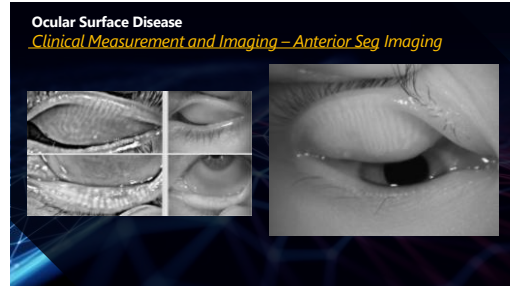 Ocular Surface Disease
Clinical Measurement and Imaging – Anterior Seg Imaging